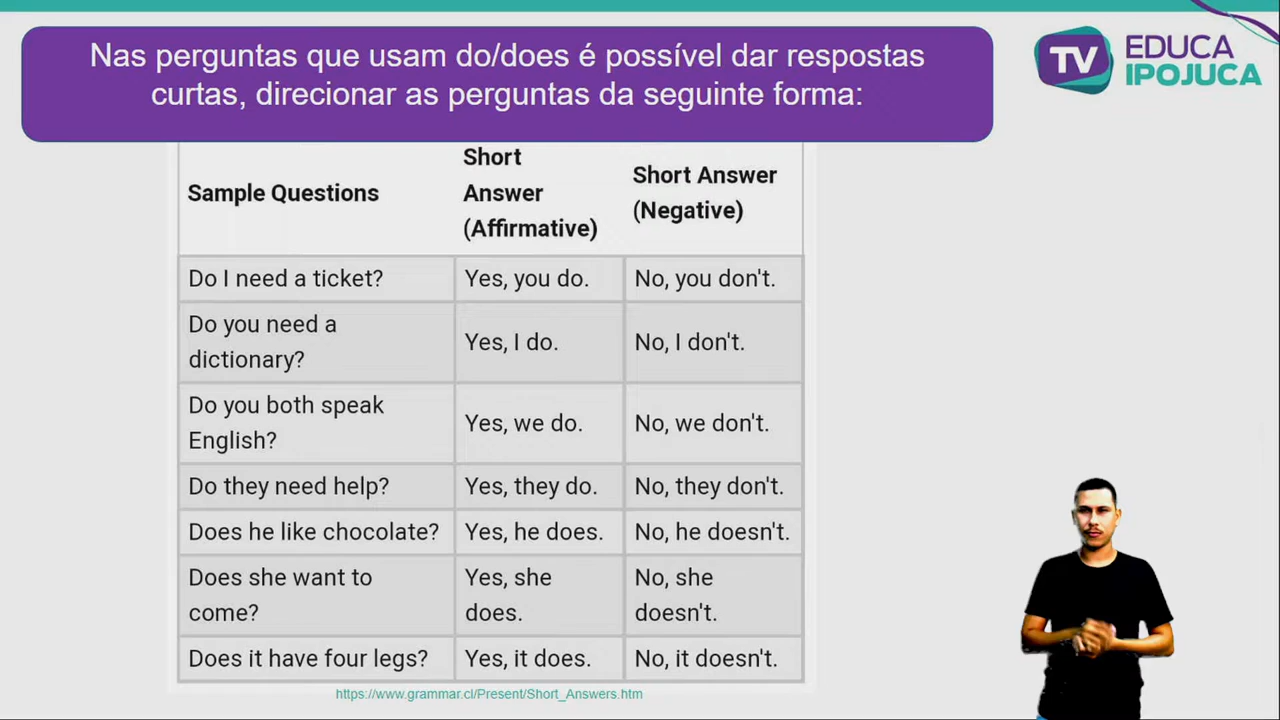 Nas perguntas que usam do/does é possível dar respostas
curtas, direcionar as perguntas da seguinte forma:
TV EDUCA
IPOJUCA
Sample Questions
Short
Answer
(Affirmative)
Short Answer
(Negative)
Do I need a ticket?
Yes, you do.
No, you don't.
Do you need a
dictionary?
Yes, I do.
No, I don't.
Do you both speak
English?
Yes, we do.
No, we don't.
Do they need help?
Yes, they do.
No, they don't.
Does he like chocolate?
Yes, he does.
No, he doesn't.
Does she want to
come?
Yes, she
does.
No, she
doesn't.
Does it have four legs?
Yes, it does.
No, it doesn't.
https://www.grammar.cl/Present/Short_Answers.htm